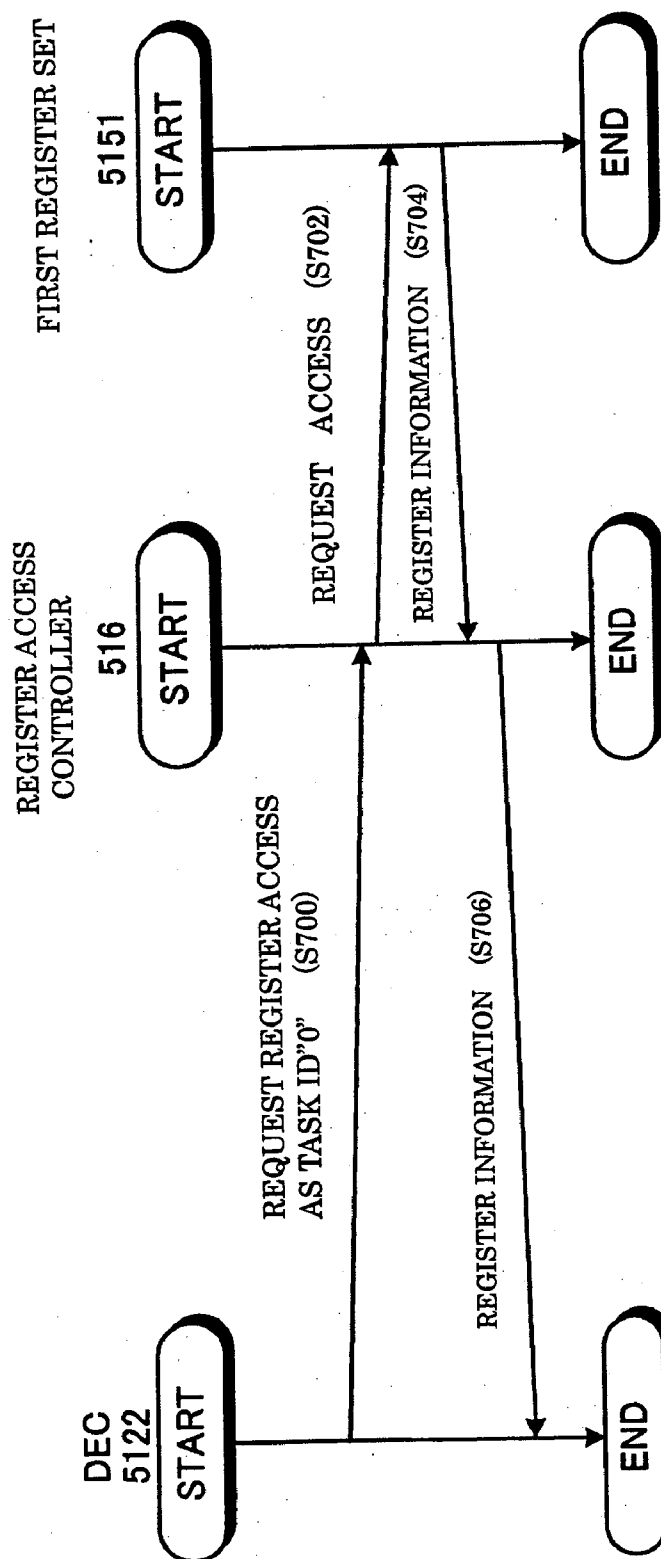 DEC
5122
START
REGISTER ACCESS
CONTROLLER
516
START
FIRST REGISTER SET
5151
START
REQUEST REGISTER ACCESS
AS TASK ID"0" (S700)
REQUEST ACCESS (S702)
REGISTER INFORMATION (S704)
REGISTER INFORMATION (S706)
END
END
END